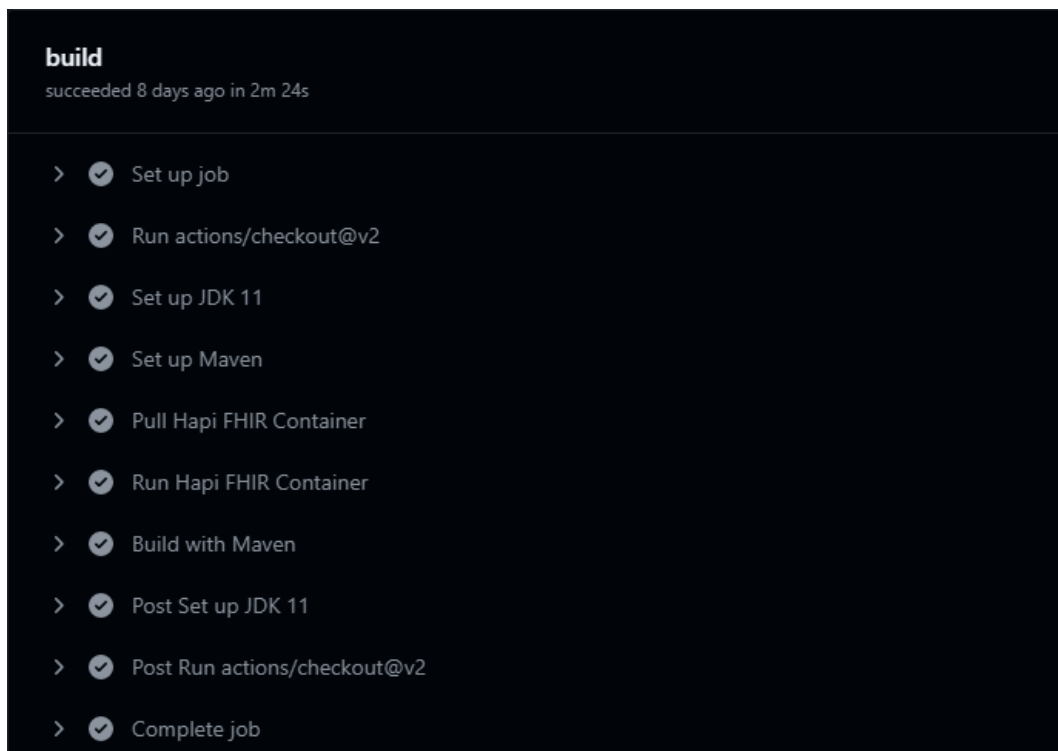 build
succeeded 8 days ago in 2m 24s
Set up job
Run actions/checkout@v2
Set up JDK 11
Set up Maven
Pull Hapi FHIR Container
Run Hapi FHIR Container
Build with Maven
Post Set up JDK 11
Post Run actions/checkout@v2
Complete job